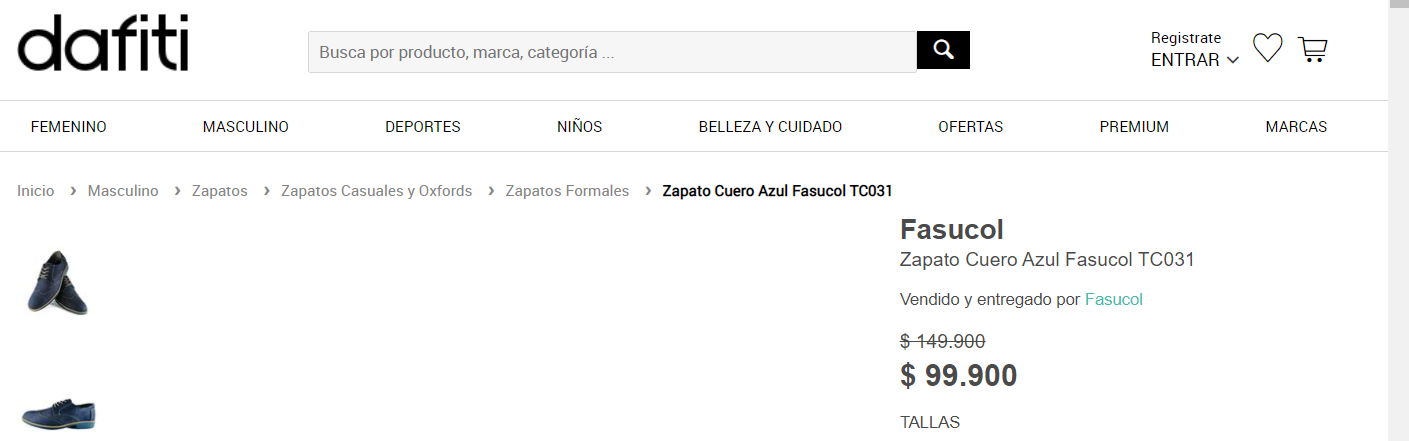 dafiti
Busca por producto, marca, categoría ...
Registrate
ENTRAR
FEMENINO MASCULINO DEPORTES NIÑOS BELLEZA Y CUIDADO OFERTAS PREMIUM MARCAS
Inicio › Masculino › Zapatos › Zapatos Casuales y Oxfords › Zapatos Formales › Zapato Cuero Azul Fasucol TC031
Fasucol
Zapato Cuero Azul Fasucol TC031
Vendido y entregado por Fasucol
$ 149.900
$ 99.900
TALLAS